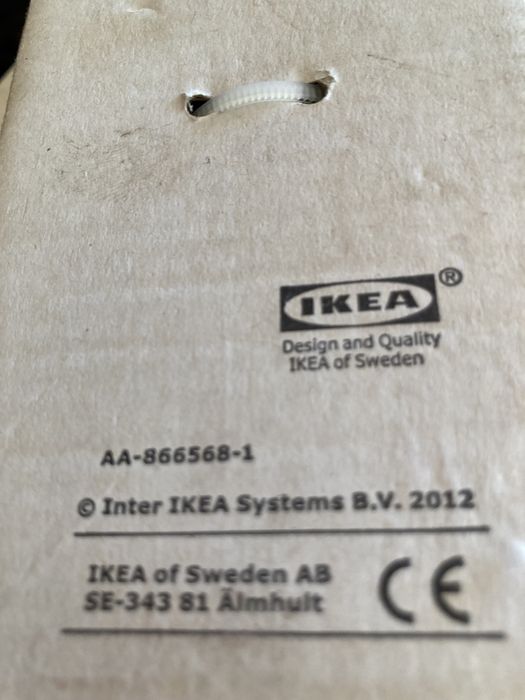 IKEA®
Design and Quality
IKEA of Sweden
AA-866568-1
© Inter IKEA Systems B.V. 2012
IKEA of Sweden AB
SE-343 81 Älmhult
CE